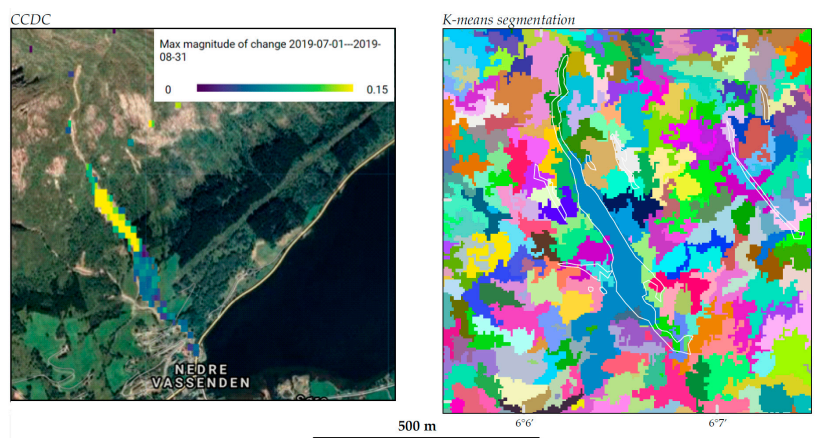 CCDC
K-means segmentation
Max magnitude of change 2019-07-01---2019-
08-31
0
0.15
NEDRE
VASSENDEN
6°6′
6°7′
500 m